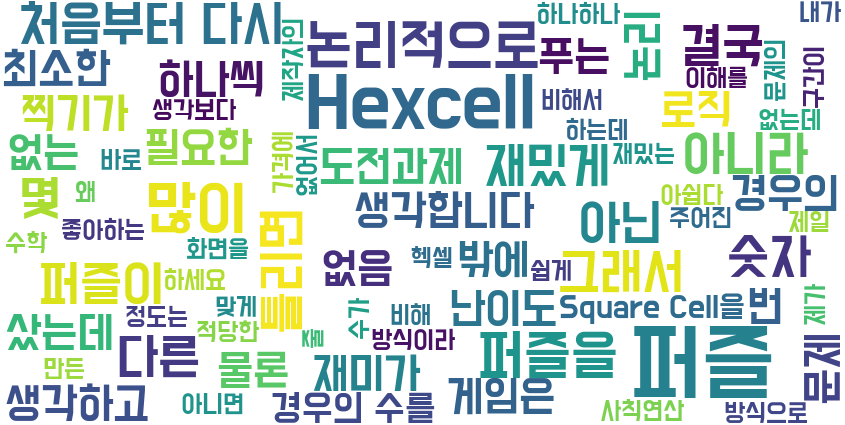 처음부터 다시
논리적으로
하나하나
내가
최소한
하나씩
제작자의
푸는
논리
결국
문제의
구간이
이해를
찍기가
생각보다
Hexcell
비해서
로직
없는데
없는
바로
필요한
가격에
없어서
도전과제
재밌게
하는데
재밌는
아니라
몇
왜
많이
생각합니다
아닌
아쉽다
주어진
경우의
제일
수학
좋아하는
화면을
틀리면
없음
헥셀
밖에
쉽게
그래서
숫자
퍼즐이
하세요
샀는데
정도는
맞게
적당한
줄
수가
비해
난이도
Square Cell을
번
제가
방식이라
만든
다른
물론
재미가
퍼즐을
퍼즐
문제
생각하고
아니면
경우의 수를
게임은
사칙연산
방식으로